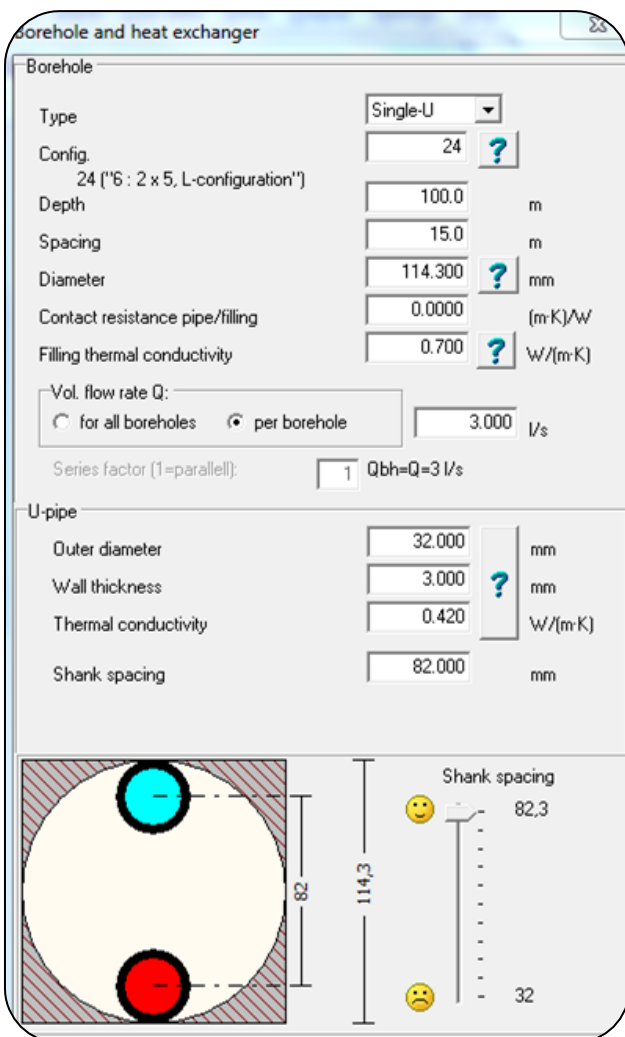 Borehole and heat exchanger
Borehole
Type Single-U
Config. 24 ?
24 ("6 : 2 x 5, L-configuration")
Depth 100.0 m
Spacing 15.0 m
Diameter 114.300 ? mm
Contact resistance pipe/filling 0.0000 (m·K)/W
Filling thermal conductivity 0.700 ? W/(m·K)
Vol. flow rate Q:
for all boreholes per borehole 3.000 l/s
Series factor (1=parallell): 1 Qbh=Q=3 l/s
U-pipe
Outer diameter 32.000 mm
Wall thickness 3.000 ? mm
Thermal conductivity 0.420 W/(m·K)
Shank spacing 82.000 mm
Shank spacing
82,3
82
114,3
32